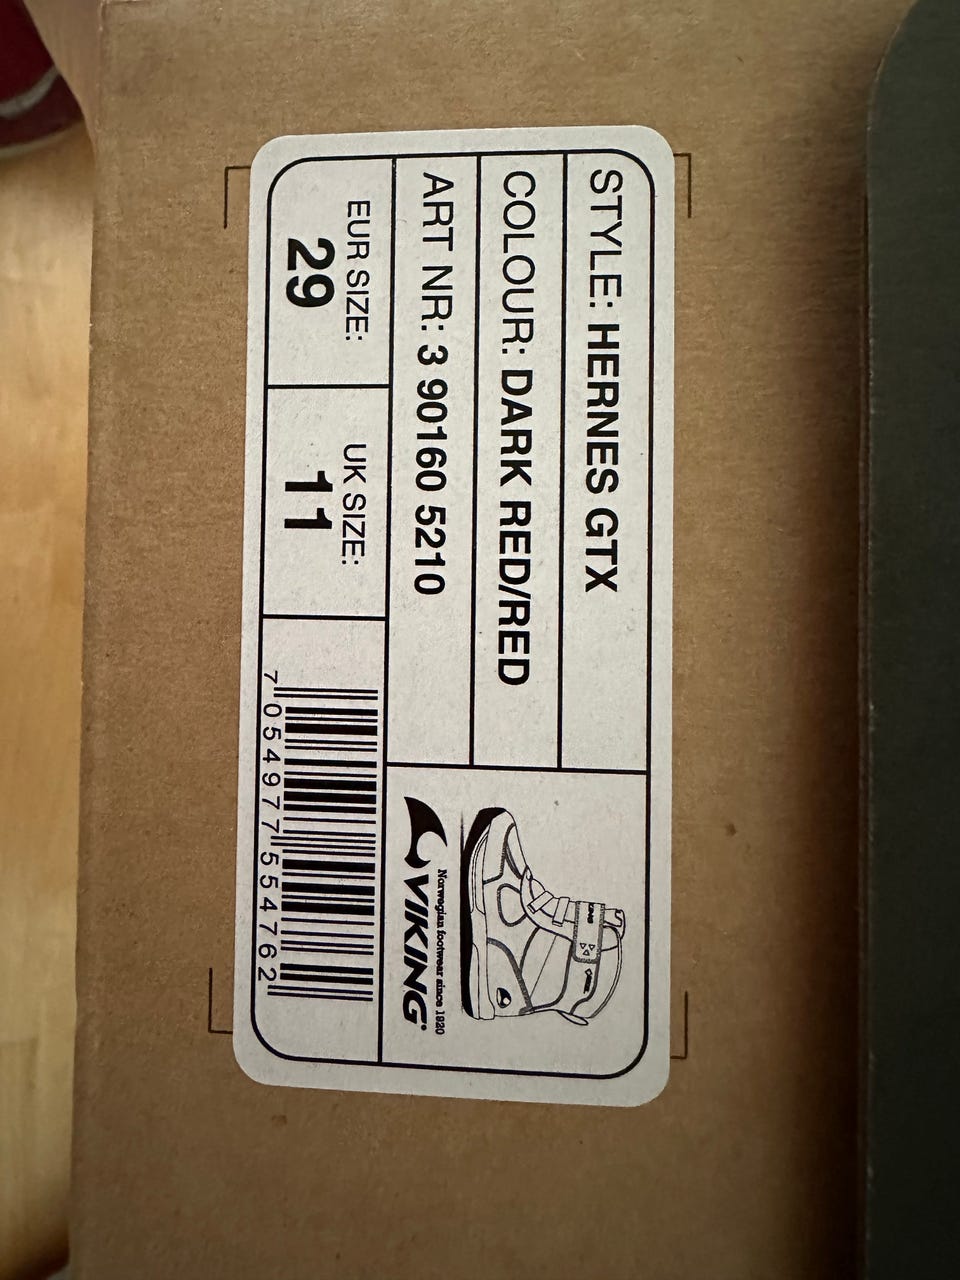 STYLE: HERNES GTX
COLOUR: DARK RED/RED
ART NR: 3 90160 5210
EUR SIZE:
29
UK SIZE:
11
7 054977 554762
Norwegian footwear since 1920
VIKING